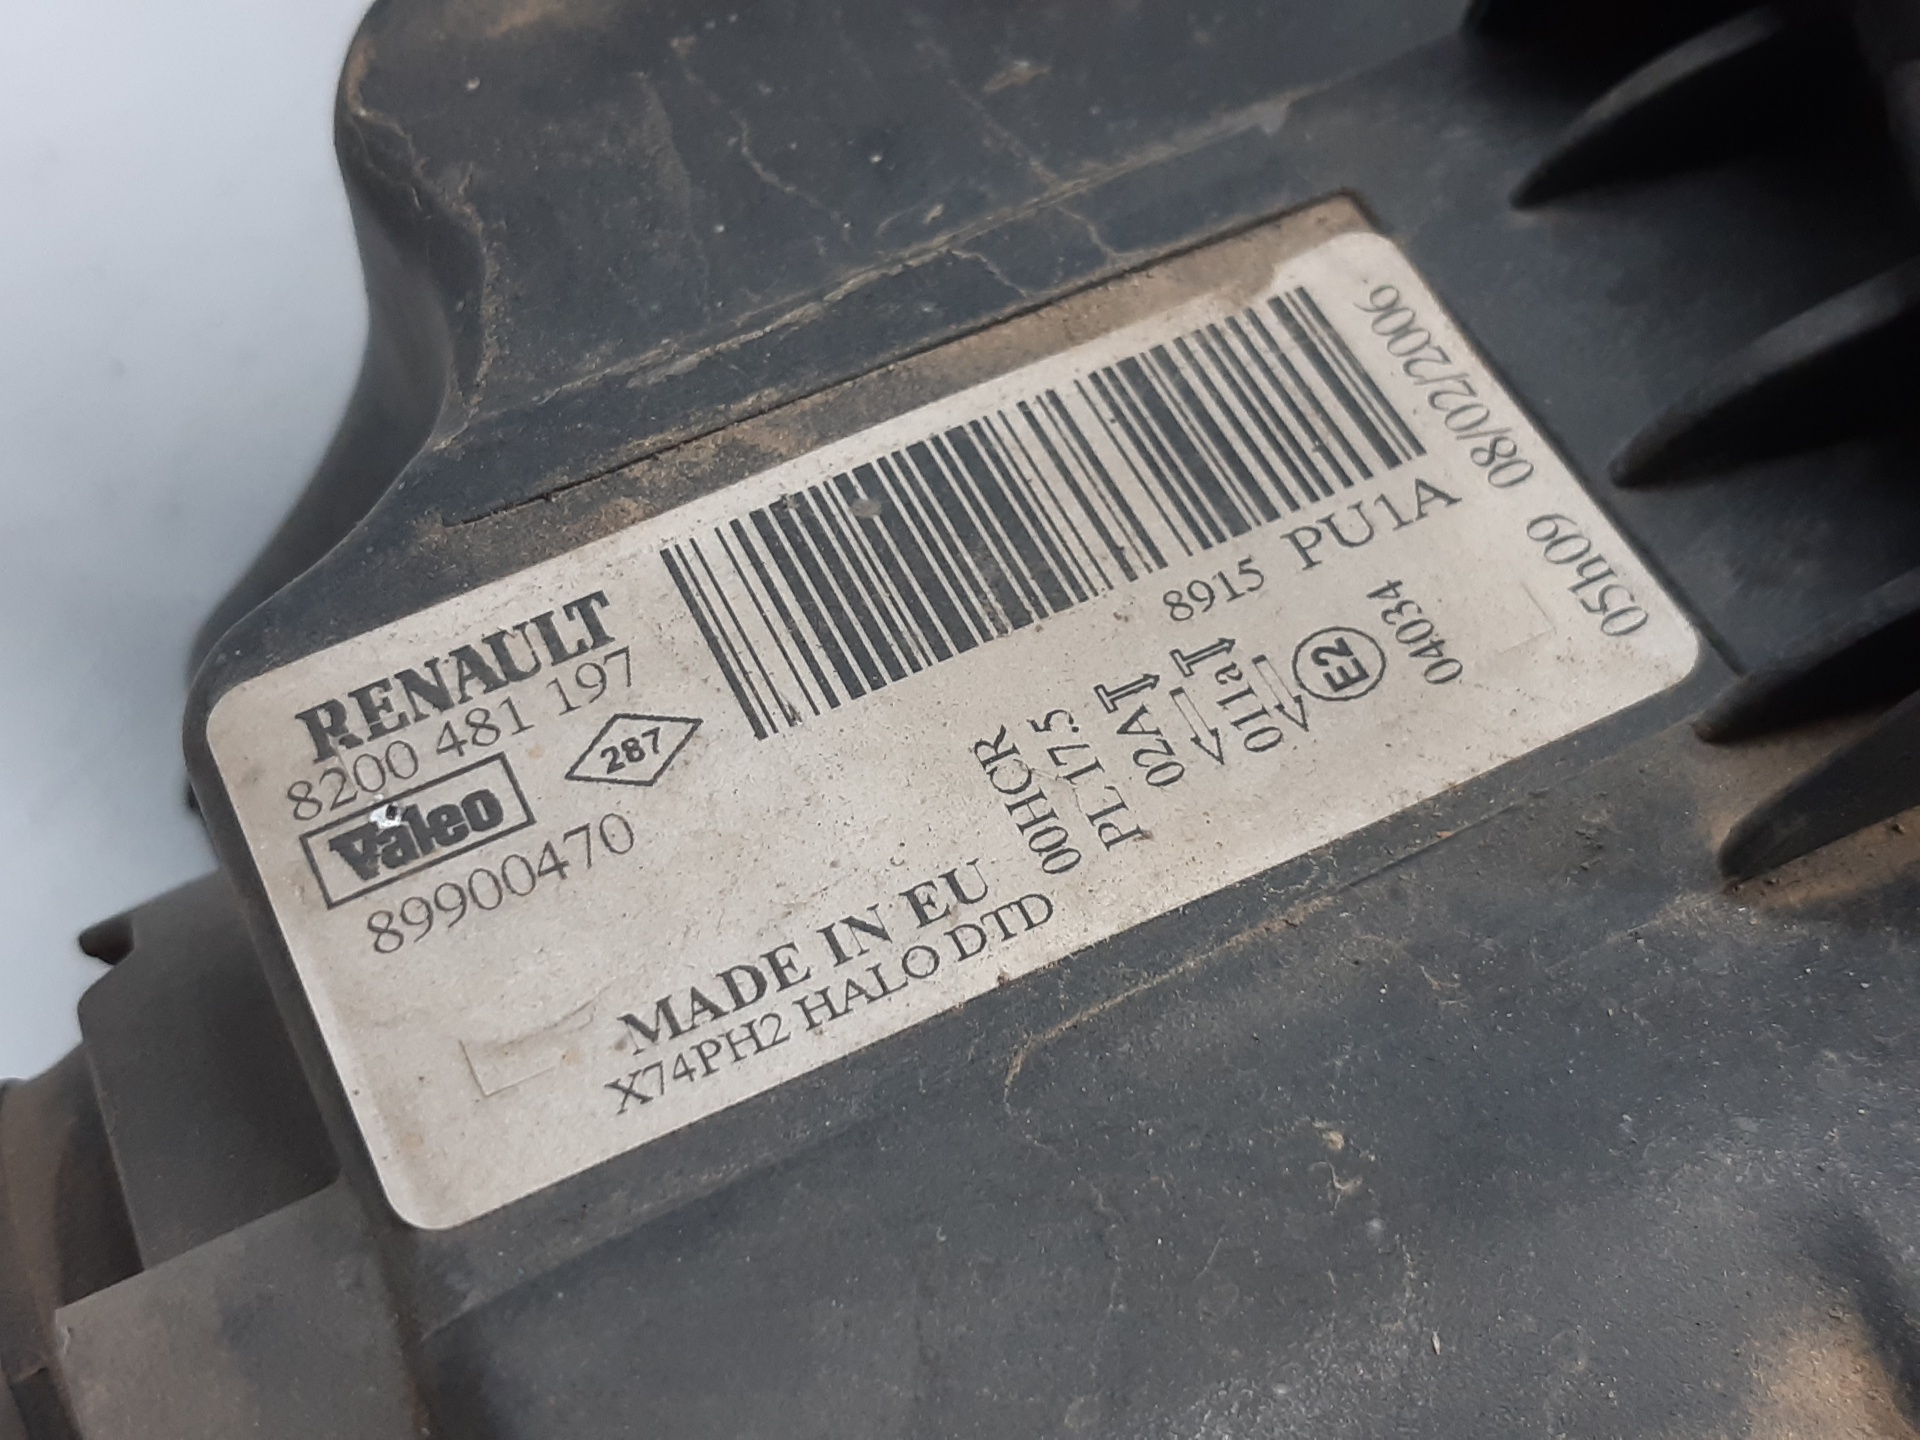 RENAULT
8200 481 197
Valeo
287
89900470
8915 PU1A
MADE IN EU
X74PH2 HALO DTD
00HCR
PL 17.5
02A
011a
E2
04034
05h09 08/02/2006